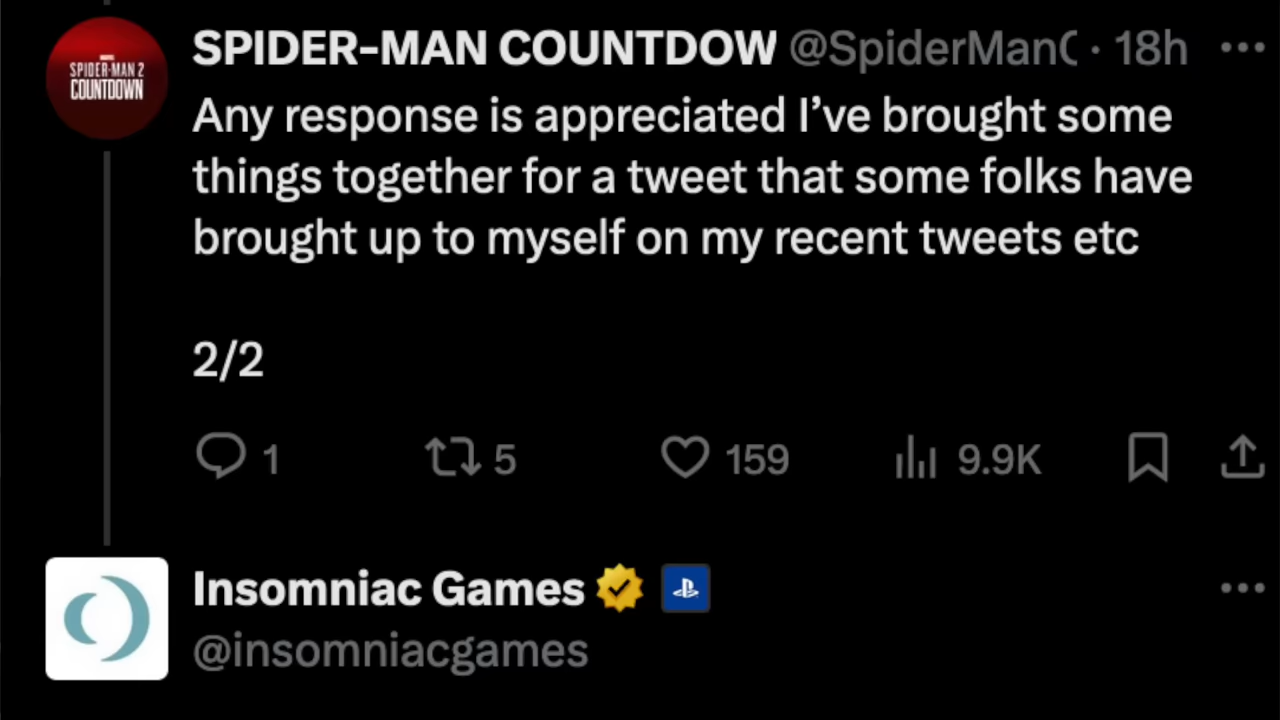 SPIDER-MAN COUNTDOW @SpiderManC · 18h
SPIDER-MAN 2
COUNTDOWN
Any response is appreciated I’ve brought some
things together for a tweet that some folks have
brought up to myself on my recent tweets etc
2/2
1 5 159 9.9K
Insomniac Games
@insomniacgames